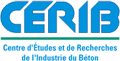 CERIB
Centre d'Études et de Recherches
de l'Industrie du Béton